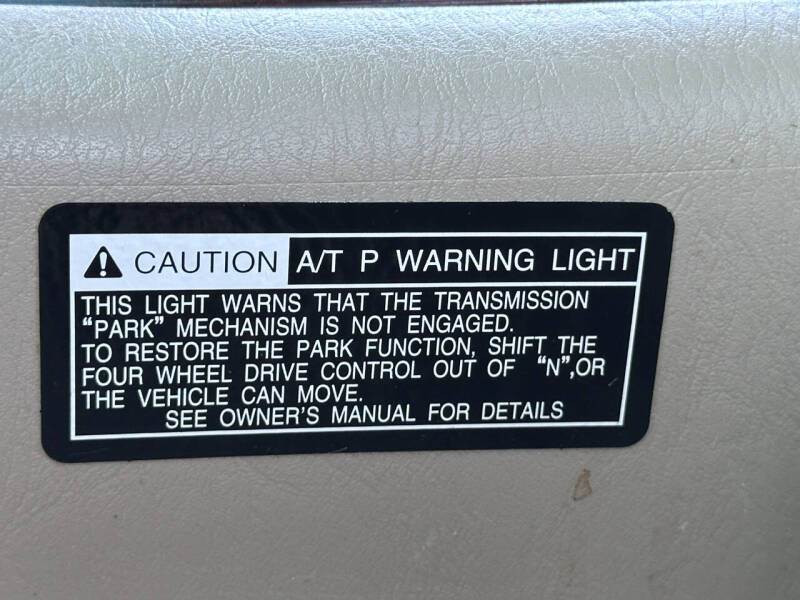 CAUTION A/T P WARNING LIGHT
THIS LIGHT WARNS THAT THE TRANSMISSION
“PARK” MECHANISM IS NOT ENGAGED.
TO RESTORE THE PARK FUNCTION, SHIFT THE
FOUR WHEEL DRIVE CONTROL OUT OF “N”,OR
THE VEHICLE CAN MOVE.
SEE OWNER'S MANUAL FOR DETAILS